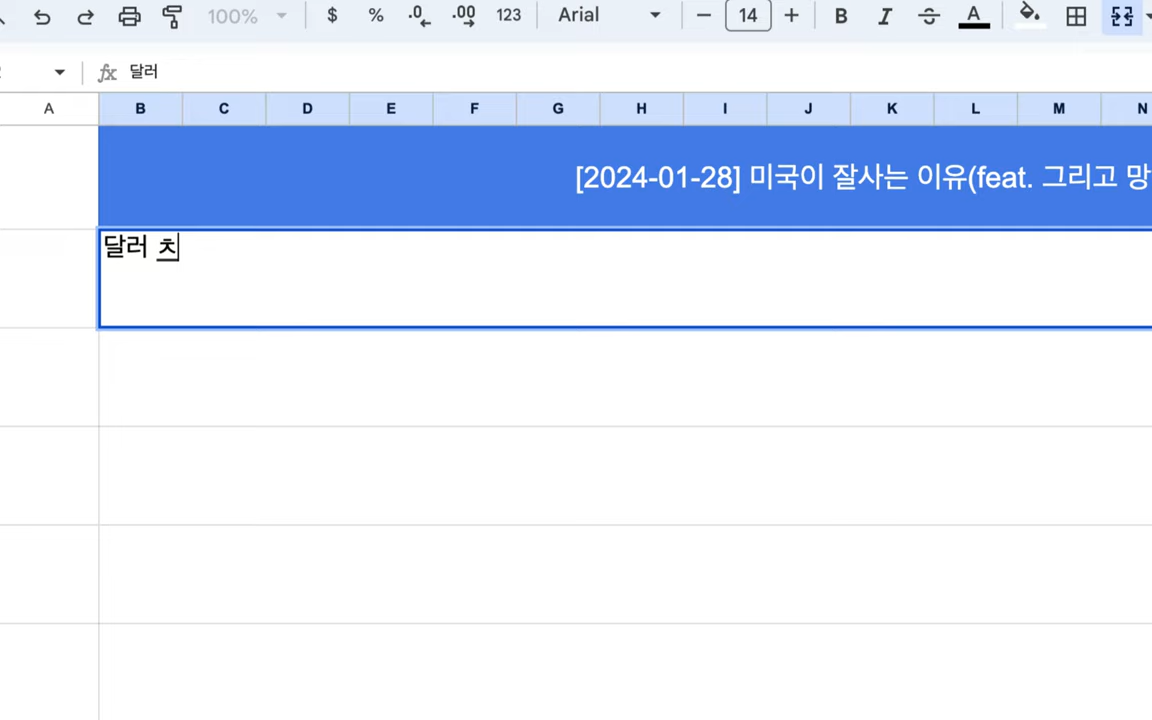 100% $ % .0 .00 123 Arial 14 B I S A
fx 달러
A B C D E F G H I J K L M N
[2024-01-28] 미국이 잘사는 이유(feat. 그리고 망
달러 치